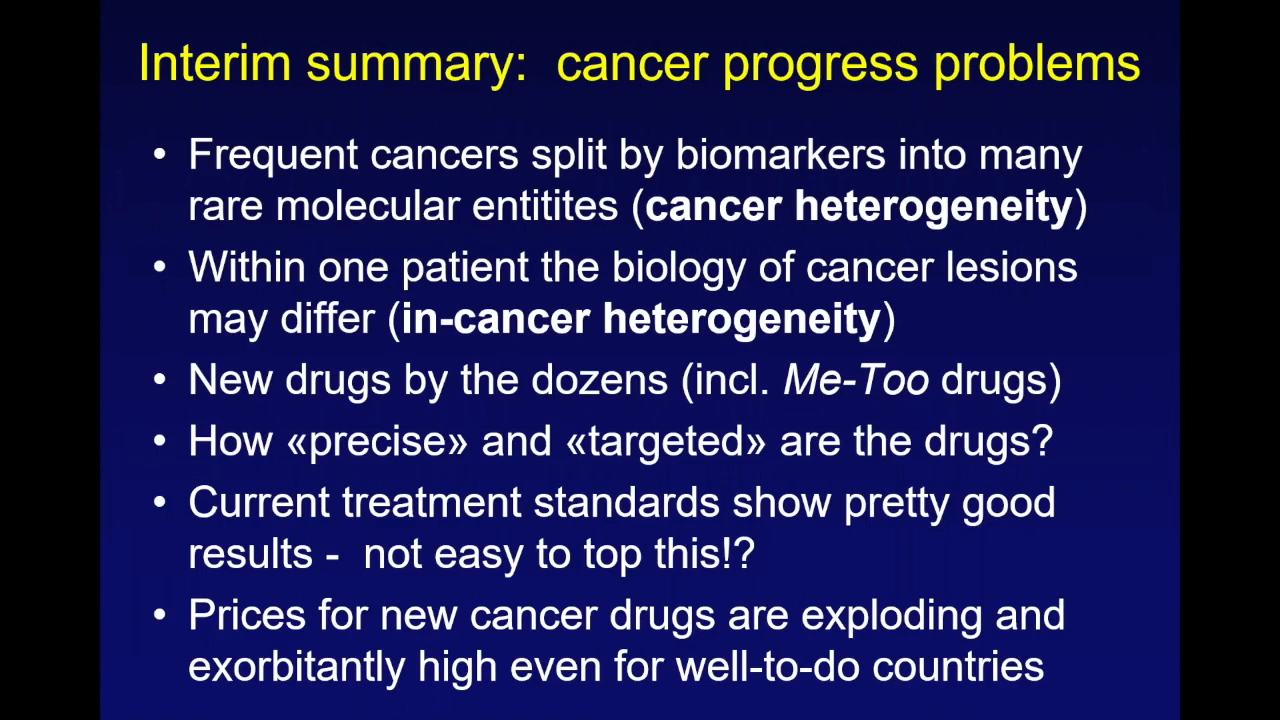 Interim summary:  cancer progress problems
• Frequent cancers split by biomarkers into many
rare molecular entitites (cancer heterogeneity)
• Within one patient the biology of cancer lesions
may differ (in-cancer heterogeneity)
• New drugs by the dozens (incl. Me-Too drugs)
• How «precise» and «targeted» are the drugs?
• Current treatment standards show pretty good
results -  not easy to top this!?
• Prices for new cancer drugs are exploding and
exorbitantly high even for well-to-do countries